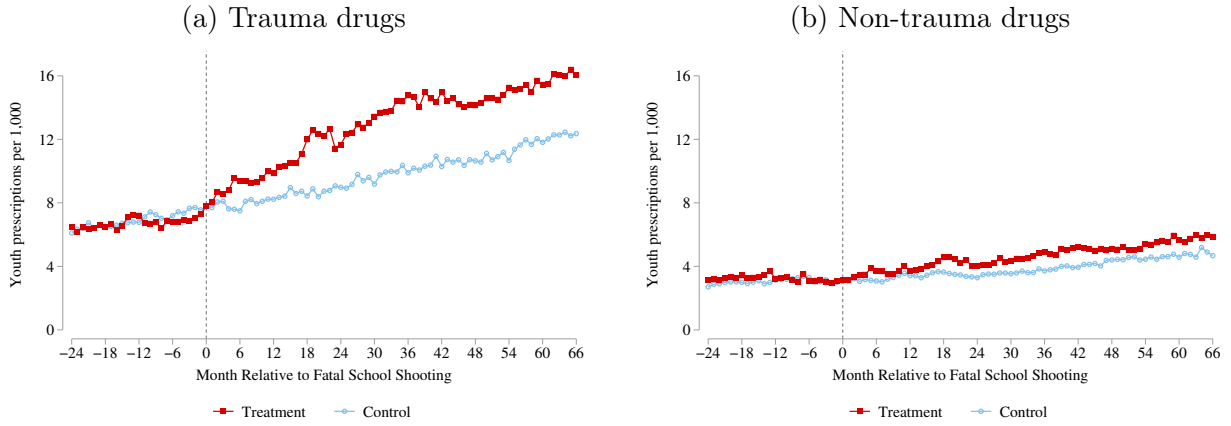 (a) Trauma drugs
Youth prescriptions per 1,000
16
12
8
4
0
−24 −18 −12 −6 0 6 12 18 24 30 36 42 48 54 60 66
Month Relative to Fatal School Shooting
Treatment Control
(b) Non-trauma drugs
Youth prescriptions per 1,000
16
12
8
4
0
−24 −18 −12 −6 0 6 12 18 24 30 36 42 48 54 60 66
Month Relative to Fatal School Shooting
Treatment Control